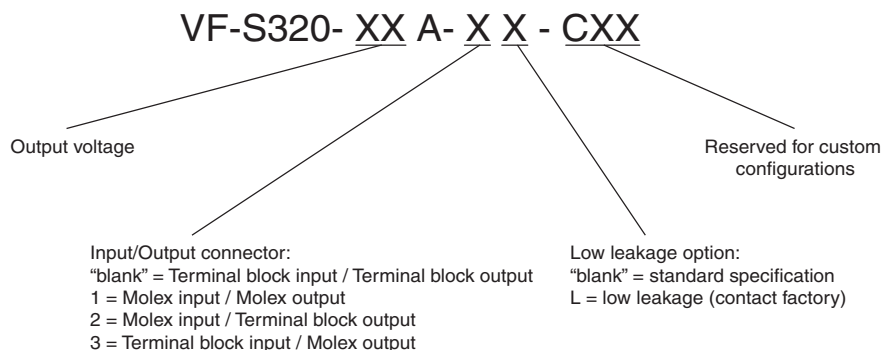 VF-S320- XX A- X X - CXX
Output voltage
Reserved for custom
configurations
Input/Output connector:
“blank” = Terminal block input / Terminal block output
1 = Molex input / Molex output
2 = Molex input / Terminal block output
3 = Terminal block input / Molex output
Low leakage option:
“blank” = standard specification
L = low leakage (contact factory)